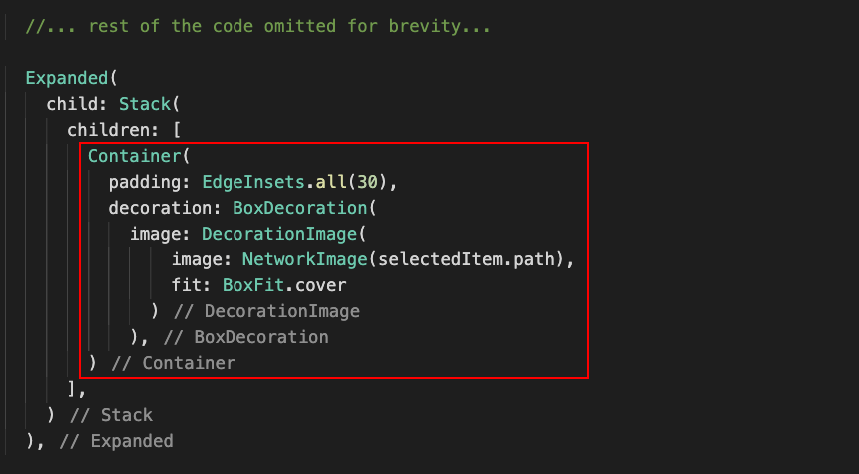 //... rest of the code omitted for brevity...
Expanded(
child: Stack(
children: [
Container(
padding: EdgeInsets.all(30),
decoration: BoxDecoration(
image: DecorationImage(
image: NetworkImage(selectedItem.path),
fit: BoxFit.cover
) // DecorationImage
), // BoxDecoration
) // Container
],
) // Stack
), // Expanded